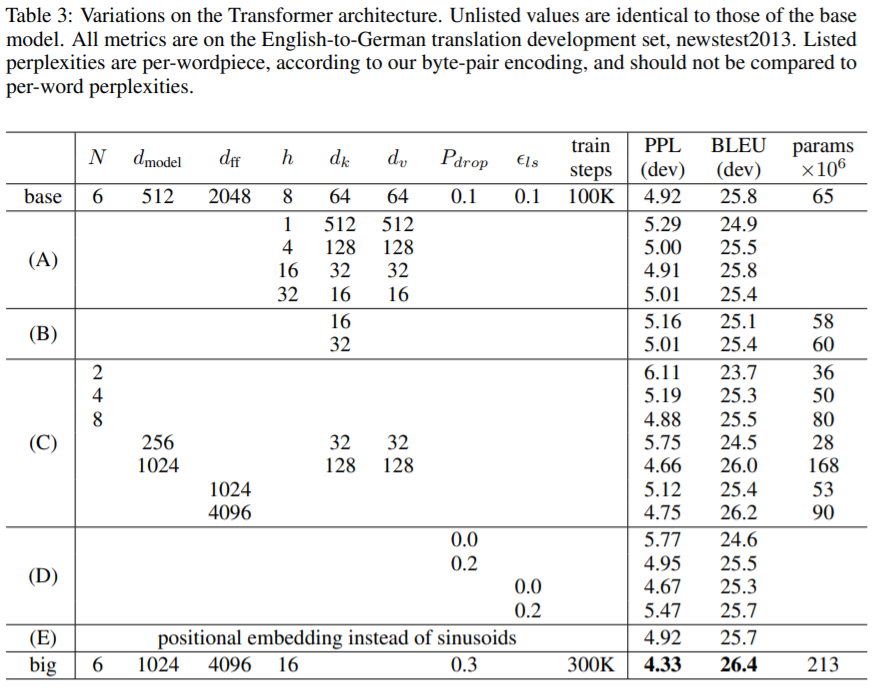 Table 3: Variations on the Transformer architecture. Unlisted values are identical to those of the base
model. All metrics are on the English-to-German translation development set, newstest2013. Listed
perplexities are per-wordpiece, according to our byte-pair encoding, and should not be compared to
per-word perplexities.
N d_model d_ff h d_k d_v P_drop ϵ_ls train steps PPL (dev) BLEU (dev) params ×10^6
base 6 512 2048 8 64 64 0.1 0.1 100K 4.92 25.8 65
(A)
1 512 512 5.29 24.9
4 128 128 5.00 25.5
16 32 32 4.91 25.8
32 16 16 5.01 25.4
(B)
16 5.16 25.1 58
32 5.01 25.4 60
(C)
2 6.11 23.7 36
4 5.19 25.3 50
8 4.88 25.5 80
256 32 32 5.75 24.5 28
1024 128 128 4.66 26.0 168
1024 5.12 25.4 53
4096 4.75 26.2 90
(D)
0.0 5.77 24.6
0.2 4.95 25.5
0.0 4.67 25.3
0.2 5.47 25.7
(E) positional embedding instead of sinusoids 4.92 25.7
big 6 1024 4096 16 0.3 300K 4.33 26.4 213